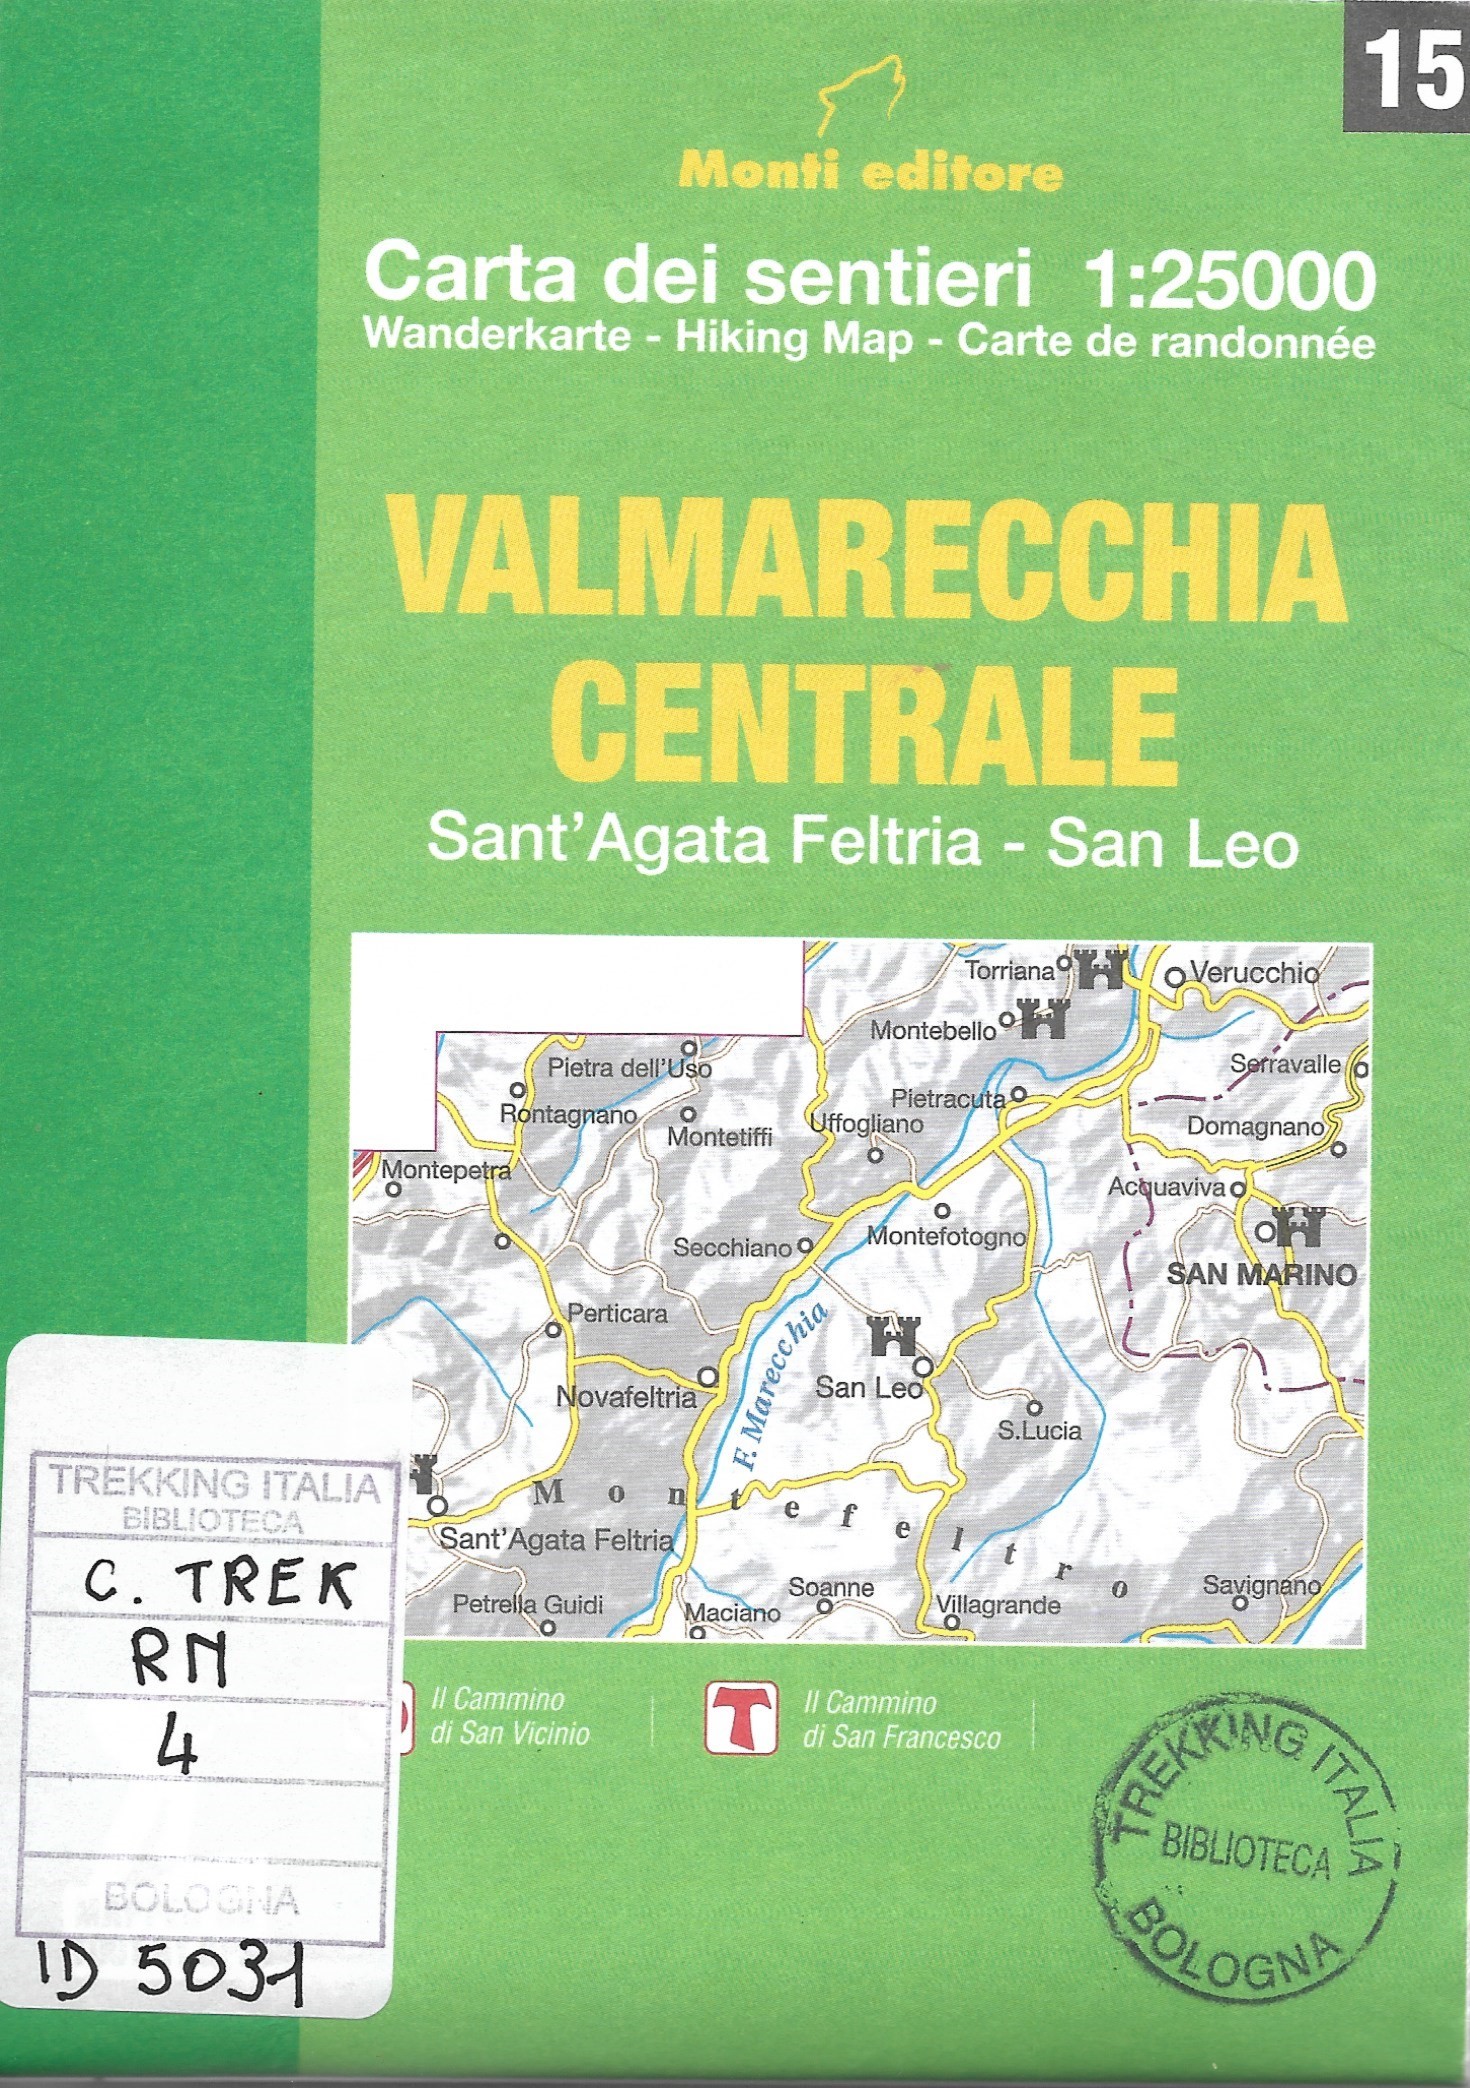 15
Monti editore
Carta dei sentieri 1:25000
Wanderkarte - Hiking Map - Carte de randonnée
VALMARECCHIA
CENTRALE
Sant'Agata Feltria - San Leo
Torriana
Verucchio
Montebello
Pietra dell'Uso
Serravalle
Pietracuta
Rontagnano
Montetiffi
Uffogliano
Domagnano
Montepetra
Acquaviva
Secchiano
Montefotogno
SAN MARINO
Perticara
F. Marecchia
Novafeltria
San Leo
S.Lucia
Montefeltro
Sant'Agata Feltria
Petrella Guidi
Maciano
Soanne
Villagrande
Savignano
Il Cammino
di San Vicinio
T
Il Cammino
di San Francesco
TREKKING ITALIA
BIBLIOTECA
C. TREK
RN
4
BOLOGNA
ID 5031
TREKKING ITALIA
BIBLIOTECA
BOLOGNA